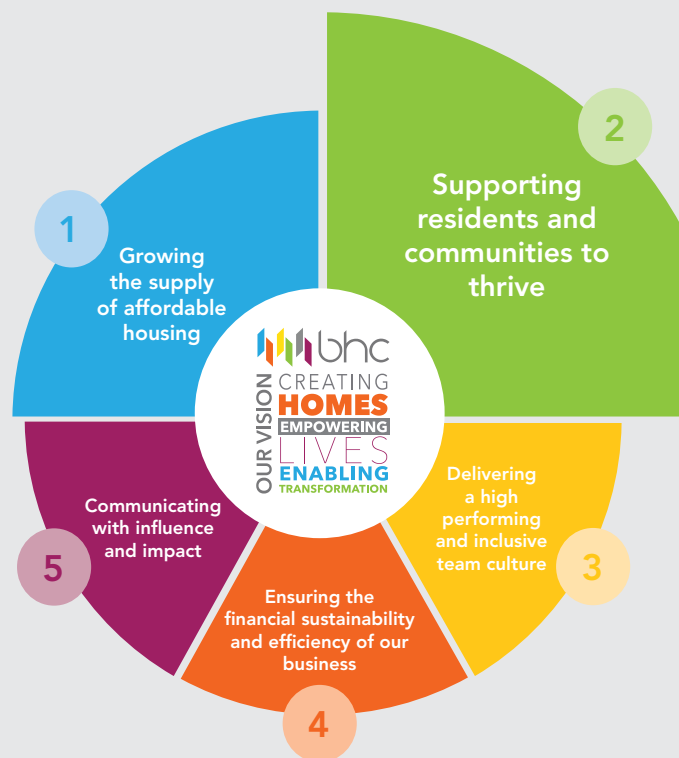 1
Growing
the supply
of affordable
housing
2
Supporting
residents and
communities to
thrive
bhc
OUR VISION
CREATING
HOMES
EMPOWERING
LIVES
ENABLING
TRANSFORMATION
Delivering
a high
performing
and inclusive
team culture
3
Ensuring the
financial sustainability
and efficiency of our
business
4
Communicating
with influence
and impact
5